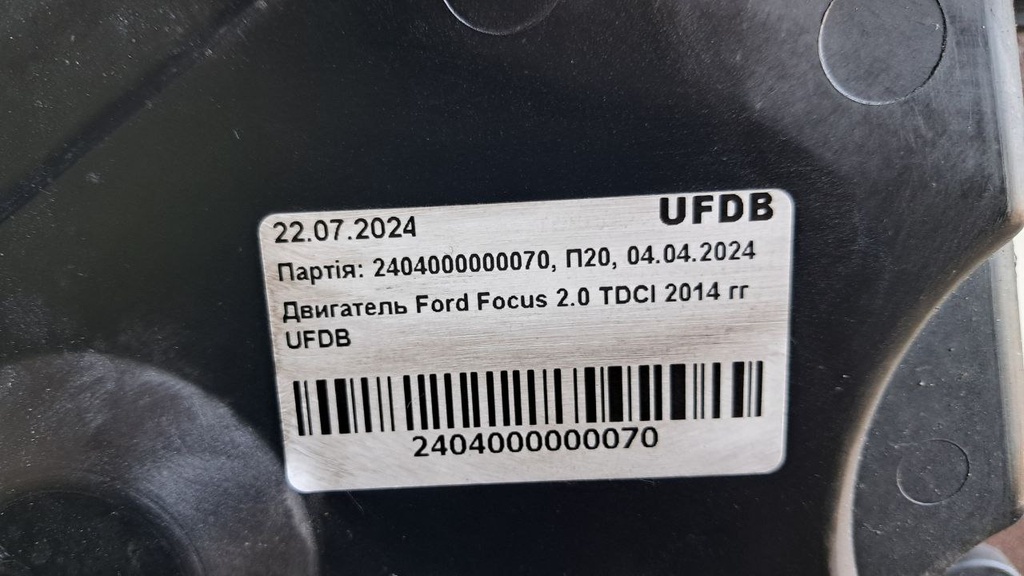 22.07.2024 UFDB
Партія: 2404000000070, П20, 04.04.2024
Двигатель Ford Focus 2.0 TDCI 2014 гг
UFDB
2404000000070